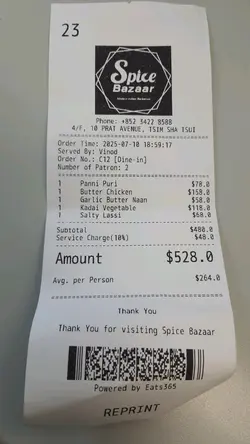 23
Spice
Bazaar
Phone: +852 3422 8588
4/F, 10 PRAT AVENUE, TSIM SHA TSUI
Order Time: 2025-07-10 18:59:17
Served By: Vinod
Order No.: C12 [Dine-in]
Number of Patron: 2
1 Panni Puri $78.0
1 Butter Chicken $158.0
1 Garlic Butter Naan $58.0
1 Kadai Vegetable $118.0
1 Salty Lassi $68.0
Subtotal $480.0
Service Charge(10%) $48.0
Amount $528.0
Avg. per Person $264.0
Thank You
Thank You for visiting Spice Bazaar
Powered by Eats365
REPRINT